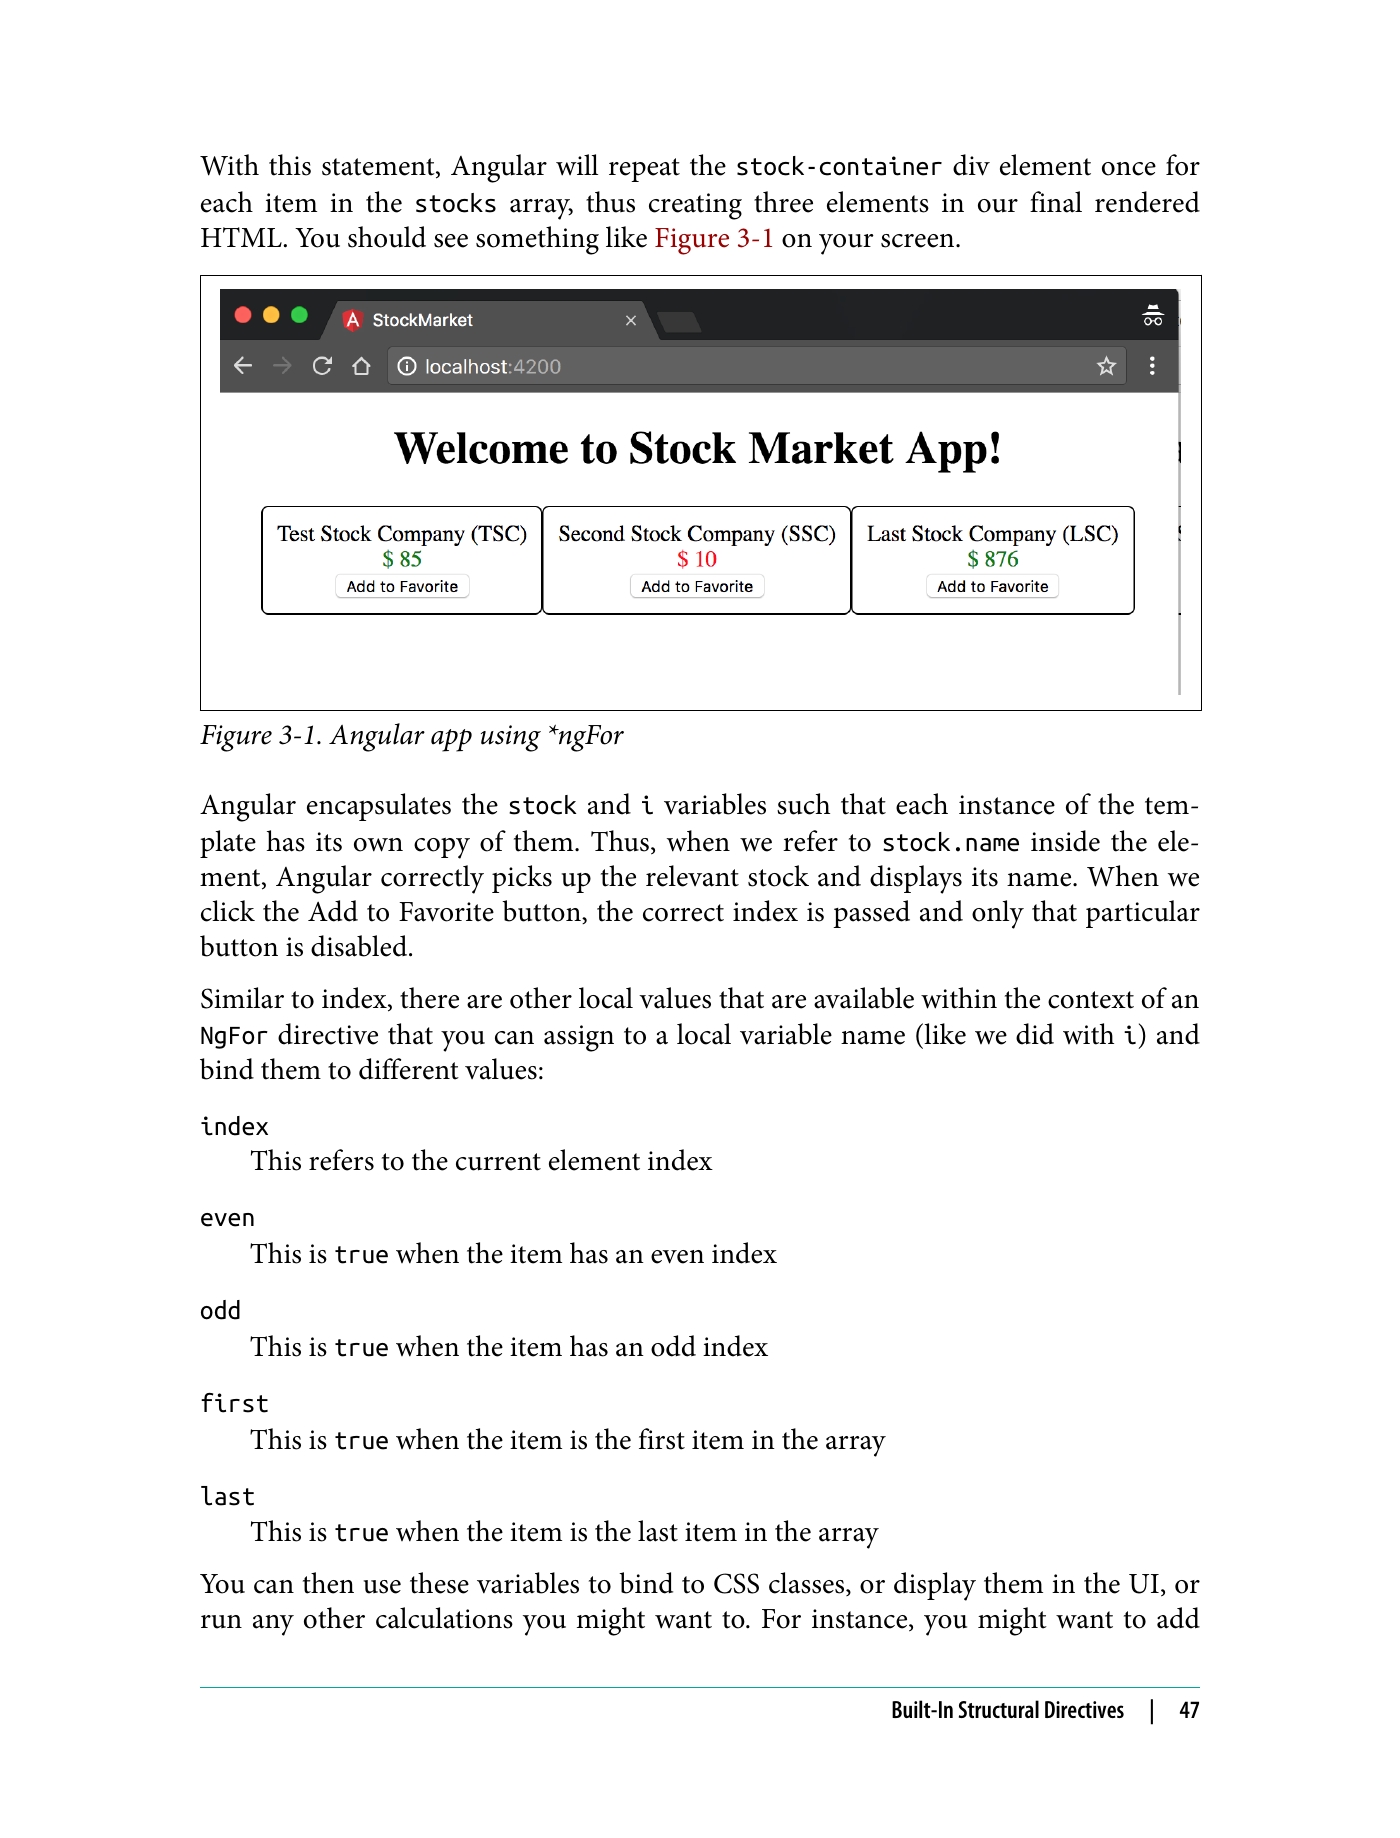 With this statement, Angular will repeat the stock-container div element once for
each item in the stocks array, thus creating three elements in our final rendered
HTML. You should see something like Figure 3-1 on your screen.
StockMarket
localhost:4200
Welcome to Stock Market App!
Test Stock Company (TSC) Second Stock Company (SSC) Last Stock Company (LSC)
$ 85 $ 10 $ 876
Add to Favorite Add to Favorite Add to Favorite
Figure 3-1. Angular app using *ngFor
Angular encapsulates the stock and i variables such that each instance of the tem-
plate has its own copy of them. Thus, when we refer to stock.name inside the ele-
ment, Angular correctly picks up the relevant stock and displays its name. When we
click the Add to Favorite button, the correct index is passed and only that particular
button is disabled.
Similar to index, there are other local values that are available within the context of an
NgFor directive that you can assign to a local variable name (like we did with i) and
bind them to different values:
index
This refers to the current element index
even
This is true when the item has an even index
odd
This is true when the item has an odd index
first
This is true when the item is the first item in the array
last
This is true when the item is the last item in the array
You can then use these variables to bind to CSS classes, or display them in the UI, or
run any other calculations you might want to. For instance, you might want to add
Built-In Structural Directives | 47